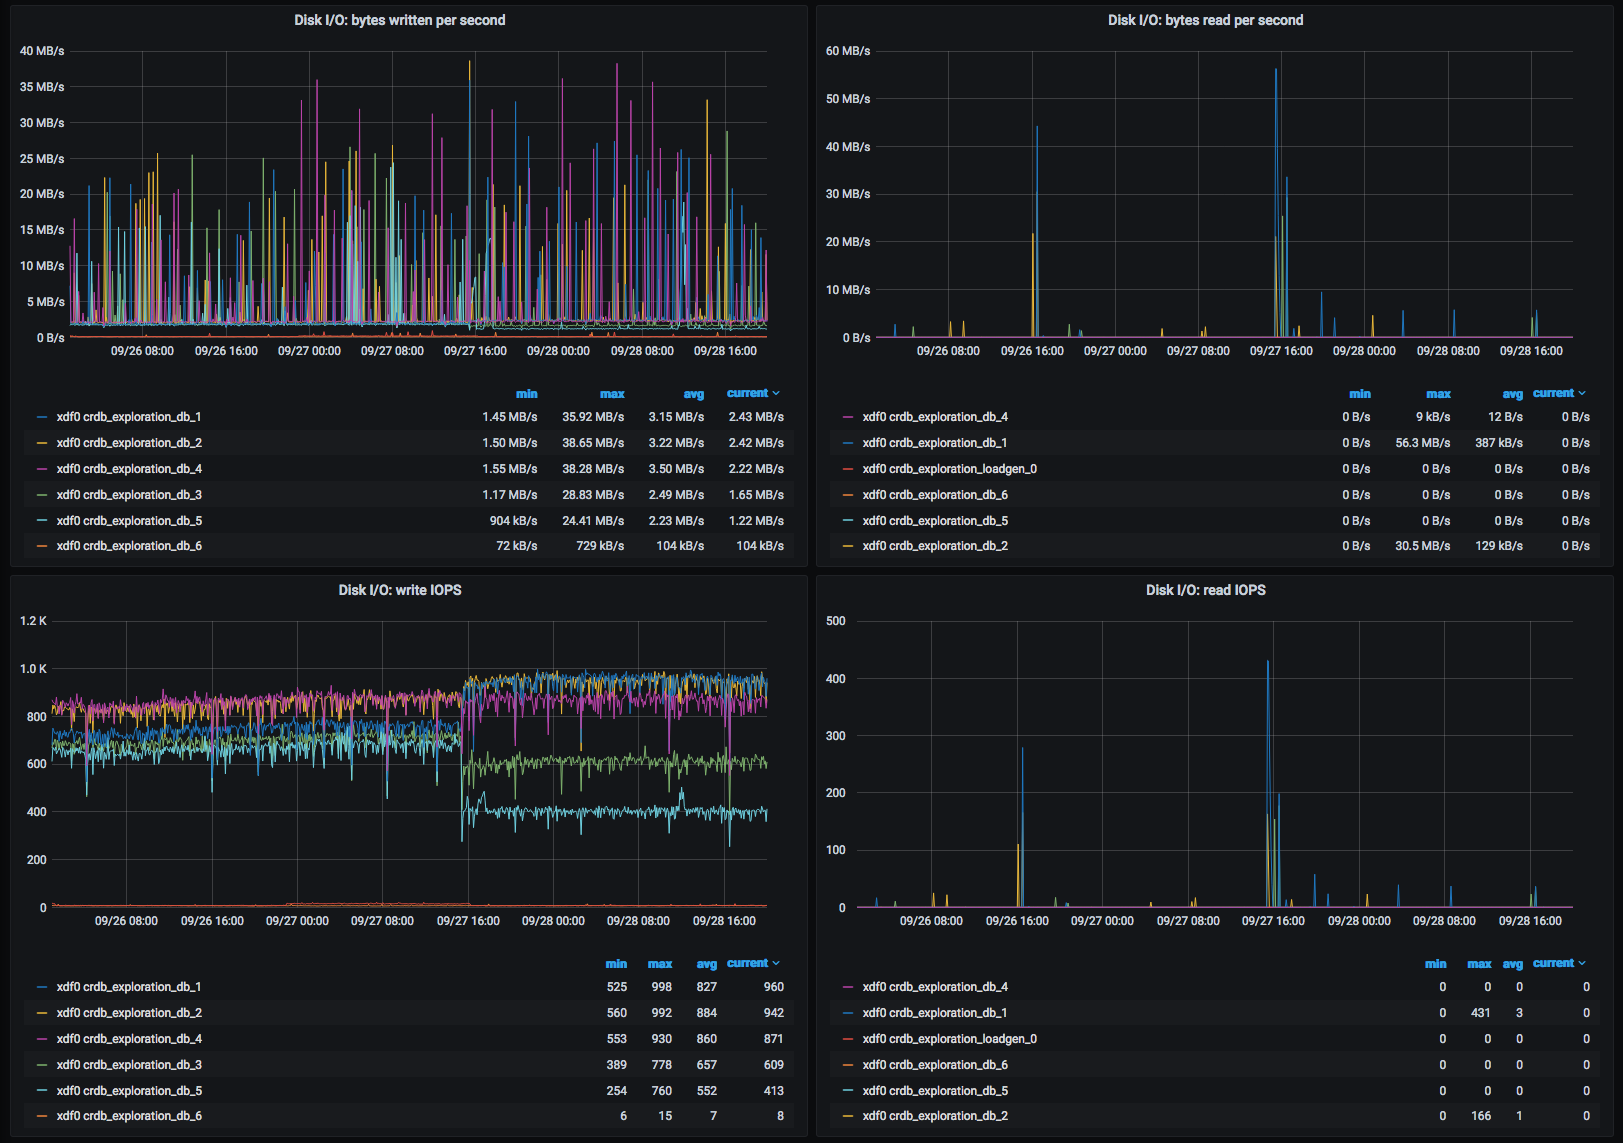 Disk I/O: bytes written per second
40 MB/s
35 MB/s
30 MB/s
25 MB/s
20 MB/s
15 MB/s
10 MB/s
5 MB/s
0 B/s
09/26 08:00 09/26 16:00 09/27 00:00 09/27 08:00 09/27 16:00 09/28 00:00 09/28 08:00 09/28 16:00
min max avg current
xdf0 crdb_exploration_db_1 1.45 MB/s 35.92 MB/s 3.15 MB/s 2.43 MB/s
xdf0 crdb_exploration_db_2 1.50 MB/s 38.65 MB/s 3.22 MB/s 2.42 MB/s
xdf0 crdb_exploration_db_4 1.55 MB/s 38.28 MB/s 3.50 MB/s 2.22 MB/s
xdf0 crdb_exploration_db_3 1.17 MB/s 28.83 MB/s 2.49 MB/s 1.65 MB/s
xdf0 crdb_exploration_db_5 904 kB/s 24.41 MB/s 2.23 MB/s 1.22 MB/s
xdf0 crdb_exploration_db_6 72 kB/s 729 kB/s 104 kB/s 104 kB/s
Disk I/O: bytes read per second
60 MB/s
50 MB/s
40 MB/s
30 MB/s
20 MB/s
10 MB/s
0 B/s
09/26 08:00 09/26 16:00 09/27 00:00 09/27 08:00 09/27 16:00 09/28 00:00 09/28 08:00 09/28 16:00
min max avg current
xdf0 crdb_exploration_db_4 0 B/s 9 kB/s 12 B/s 0 B/s
xdf0 crdb_exploration_db_1 0 B/s 56.3 MB/s 387 kB/s 0 B/s
xdf0 crdb_exploration_loadgen_0 0 B/s 0 B/s 0 B/s 0 B/s
xdf0 crdb_exploration_db_6 0 B/s 0 B/s 0 B/s 0 B/s
xdf0 crdb_exploration_db_5 0 B/s 0 B/s 0 B/s 0 B/s
xdf0 crdb_exploration_db_2 0 B/s 30.5 MB/s 129 kB/s 0 B/s
Disk I/O: write IOPS
1.2 K
1.0 K
800
600
400
200
0
09/26 08:00 09/26 16:00 09/27 00:00 09/27 08:00 09/27 16:00 09/28 00:00 09/28 08:00 09/28 16:00
min max avg current
xdf0 crdb_exploration_db_1 525 998 827 960
xdf0 crdb_exploration_db_2 560 992 884 942
xdf0 crdb_exploration_db_4 553 930 860 871
xdf0 crdb_exploration_db_3 389 778 657 609
xdf0 crdb_exploration_db_5 254 760 552 413
xdf0 crdb_exploration_db_6 6 15 7 8
Disk I/O: read IOPS
500
400
300
200
100
0
09/26 08:00 09/26 16:00 09/27 00:00 09/27 08:00 09/27 16:00 09/28 00:00 09/28 08:00 09/28 16:00
min max avg current
xdf0 crdb_exploration_db_4 0 0 0 0
xdf0 crdb_exploration_db_1 0 431 3 0
xdf0 crdb_exploration_loadgen_0 0 0 0 0
xdf0 crdb_exploration_db_6 0 0 0 0
xdf0 crdb_exploration_db_5 0 0 0 0
xdf0 crdb_exploration_db_2 0 166 1 0